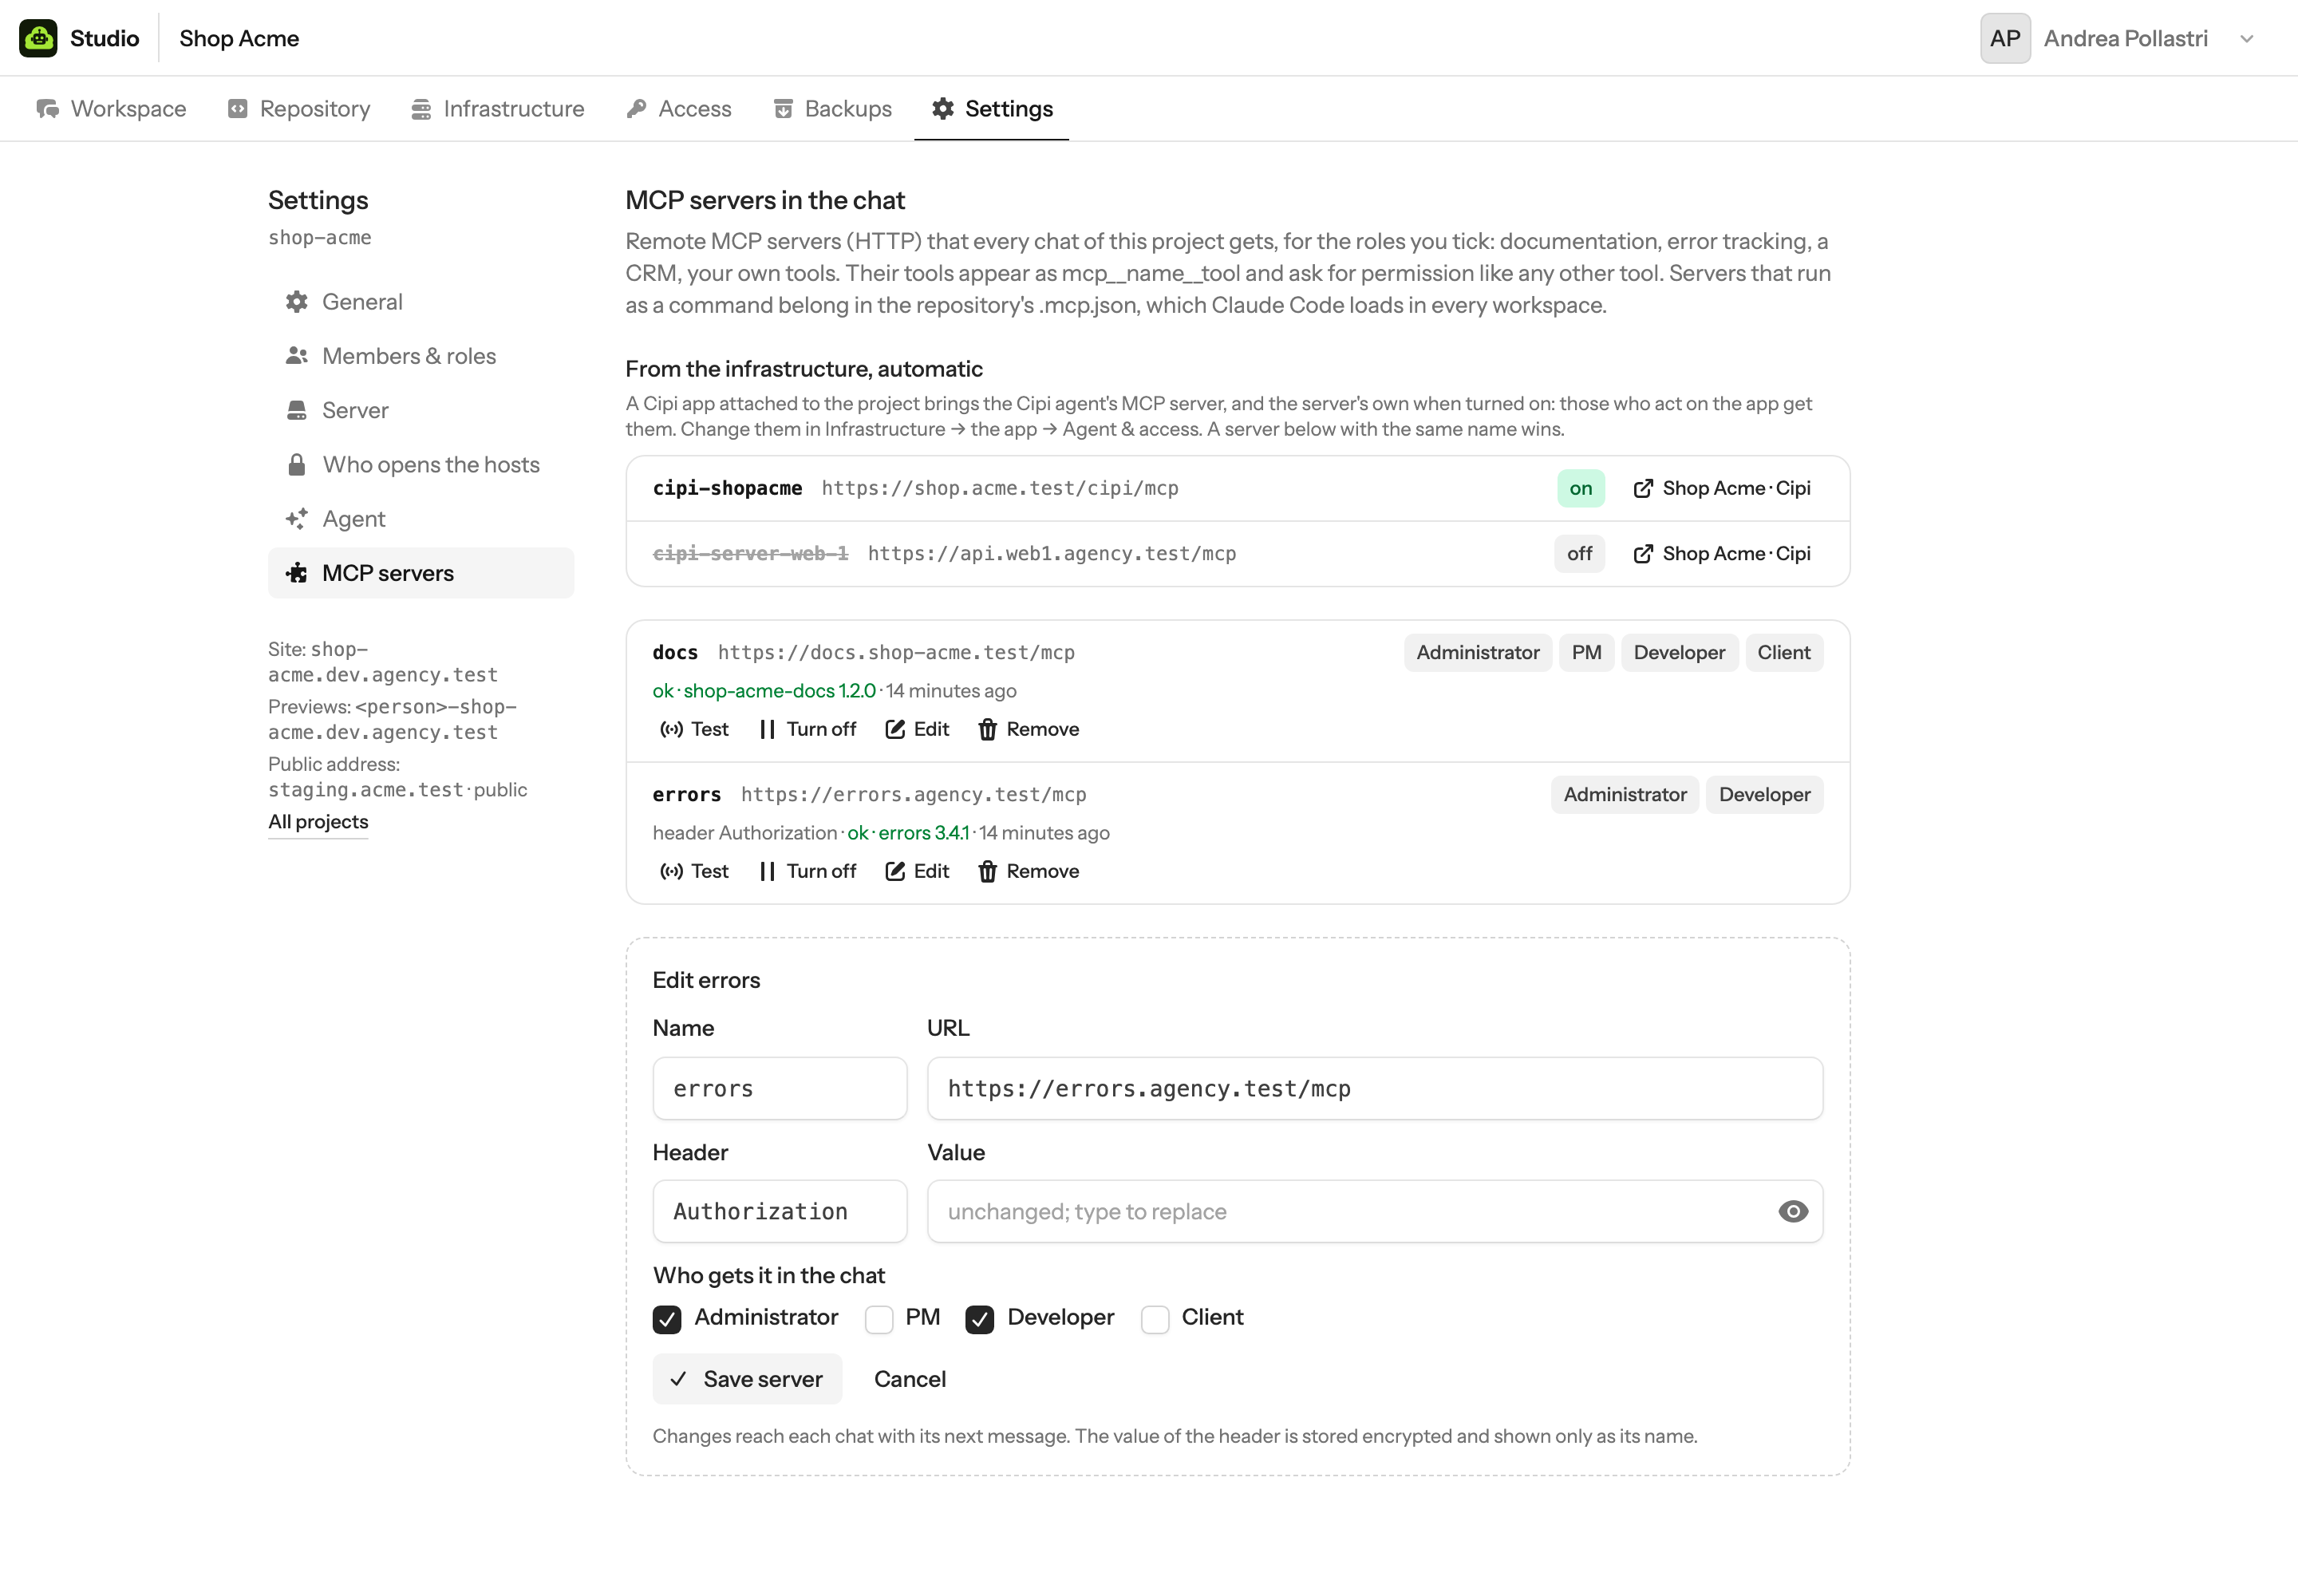 Studio
Shop Acme
AP
Andrea Pollastri
Workspace
Repository
Infrastructure
Access
Backups
Settings
Settings
shop-acme
General
Members & roles
Server
Who opens the hosts
Agent
MCP servers
Site: shop-
acme.dev.agency.test
Previews: <person>-shop-
acme.dev.agency.test
Public address:
staging.acme.test · public
All projects
MCP servers in the chat
Remote MCP servers (HTTP) that every chat of this project gets, for the roles you tick: documentation, error tracking, a
CRM, your own tools. Their tools appear as mcp__name__tool and ask for permission like any other tool. Servers that run
as a command belong in the repository's .mcp.json, which Claude Code loads in every workspace.
From the infrastructure, automatic
A Cipi app attached to the project brings the Cipi agent's MCP server, and the server's own when turned on: those who act on the app get
them. Change them in Infrastructure → the app → Agent & access. A server below with the same name wins.
cipi-shopacme https://shop.acme.test/cipi/mcp on Shop Acme · Cipi
cipi-server-web-1 https://api.web1.agency.test/mcp off Shop Acme · Cipi
docs https://docs.shop-acme.test/mcp Administrator PM Developer Client
ok · shop-acme-docs 1.2.0 · 14 minutes ago
Test Turn off Edit Remove
errors https://errors.agency.test/mcp Administrator Developer
header Authorization · ok · errors 3.4.1 · 14 minutes ago
Test Turn off Edit Remove
Edit errors
Name URL
errors https://errors.agency.test/mcp
Header Value
Authorization unchanged; type to replace
Who gets it in the chat
Administrator PM Developer Client
Save server Cancel
Changes reach each chat with its next message. The value of the header is stored encrypted and shown only as its name.